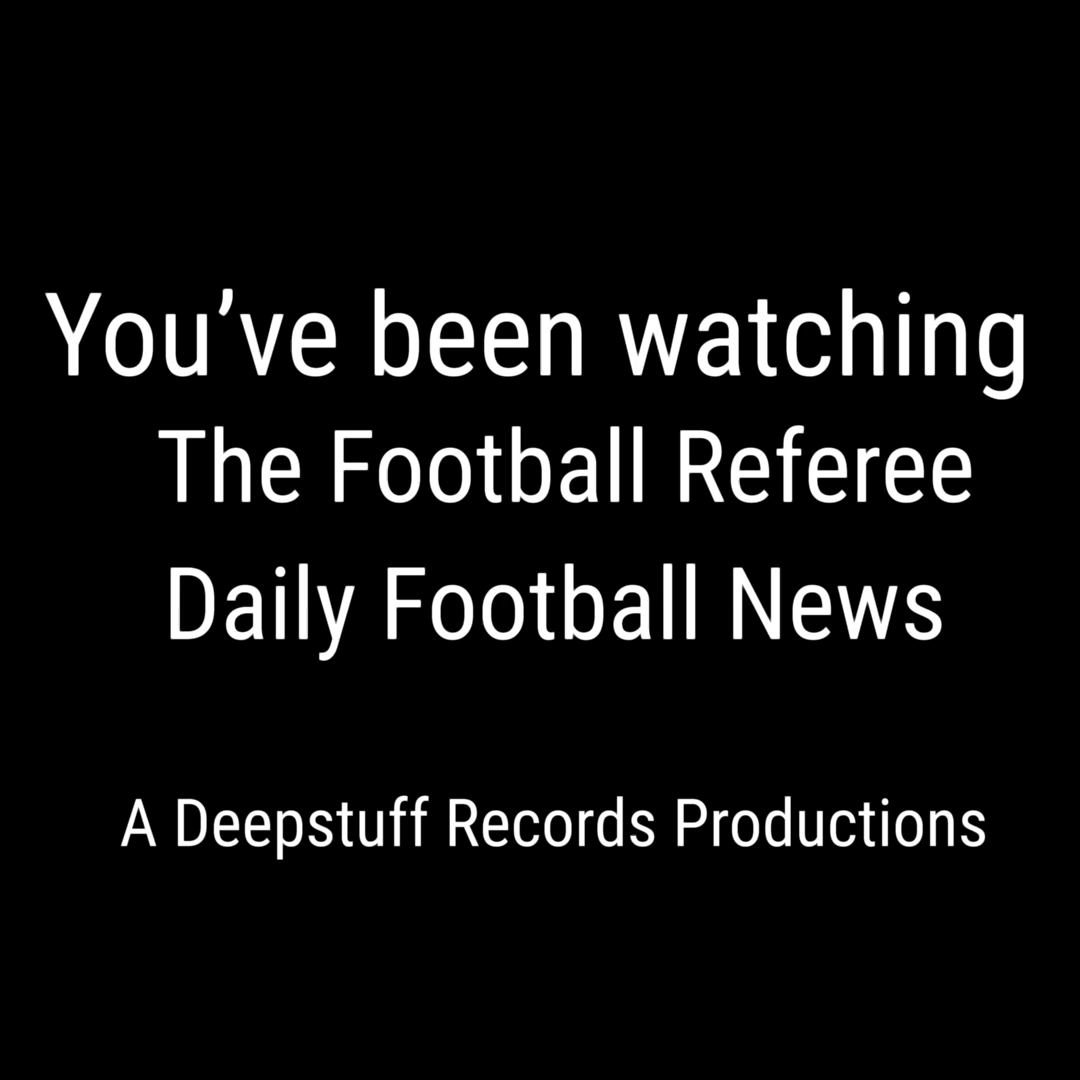 You’ve been watching
The Football Referee
Daily Football News
A Deepstuff Records Productions